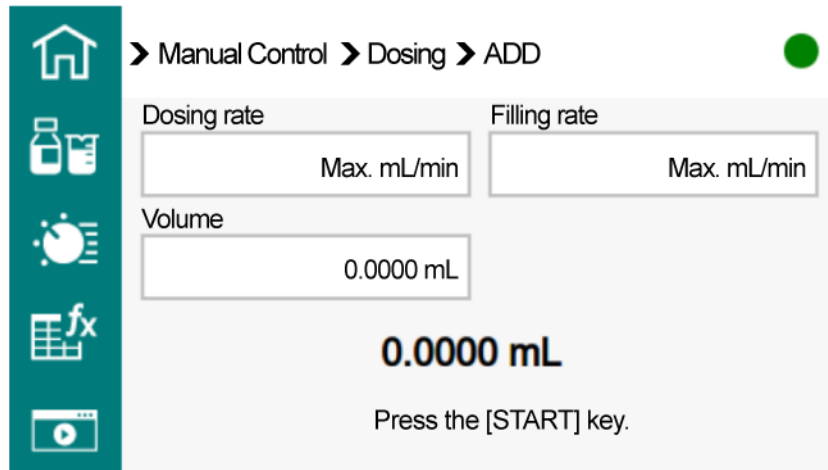 ❯ Manual Control ❯ Dosing ❯ ADD
Dosing rate Filling rate
Max. mL/min Max. mL/min
Volume
0.0000 mL
fx
0.0000 mL
Press the [START] key.